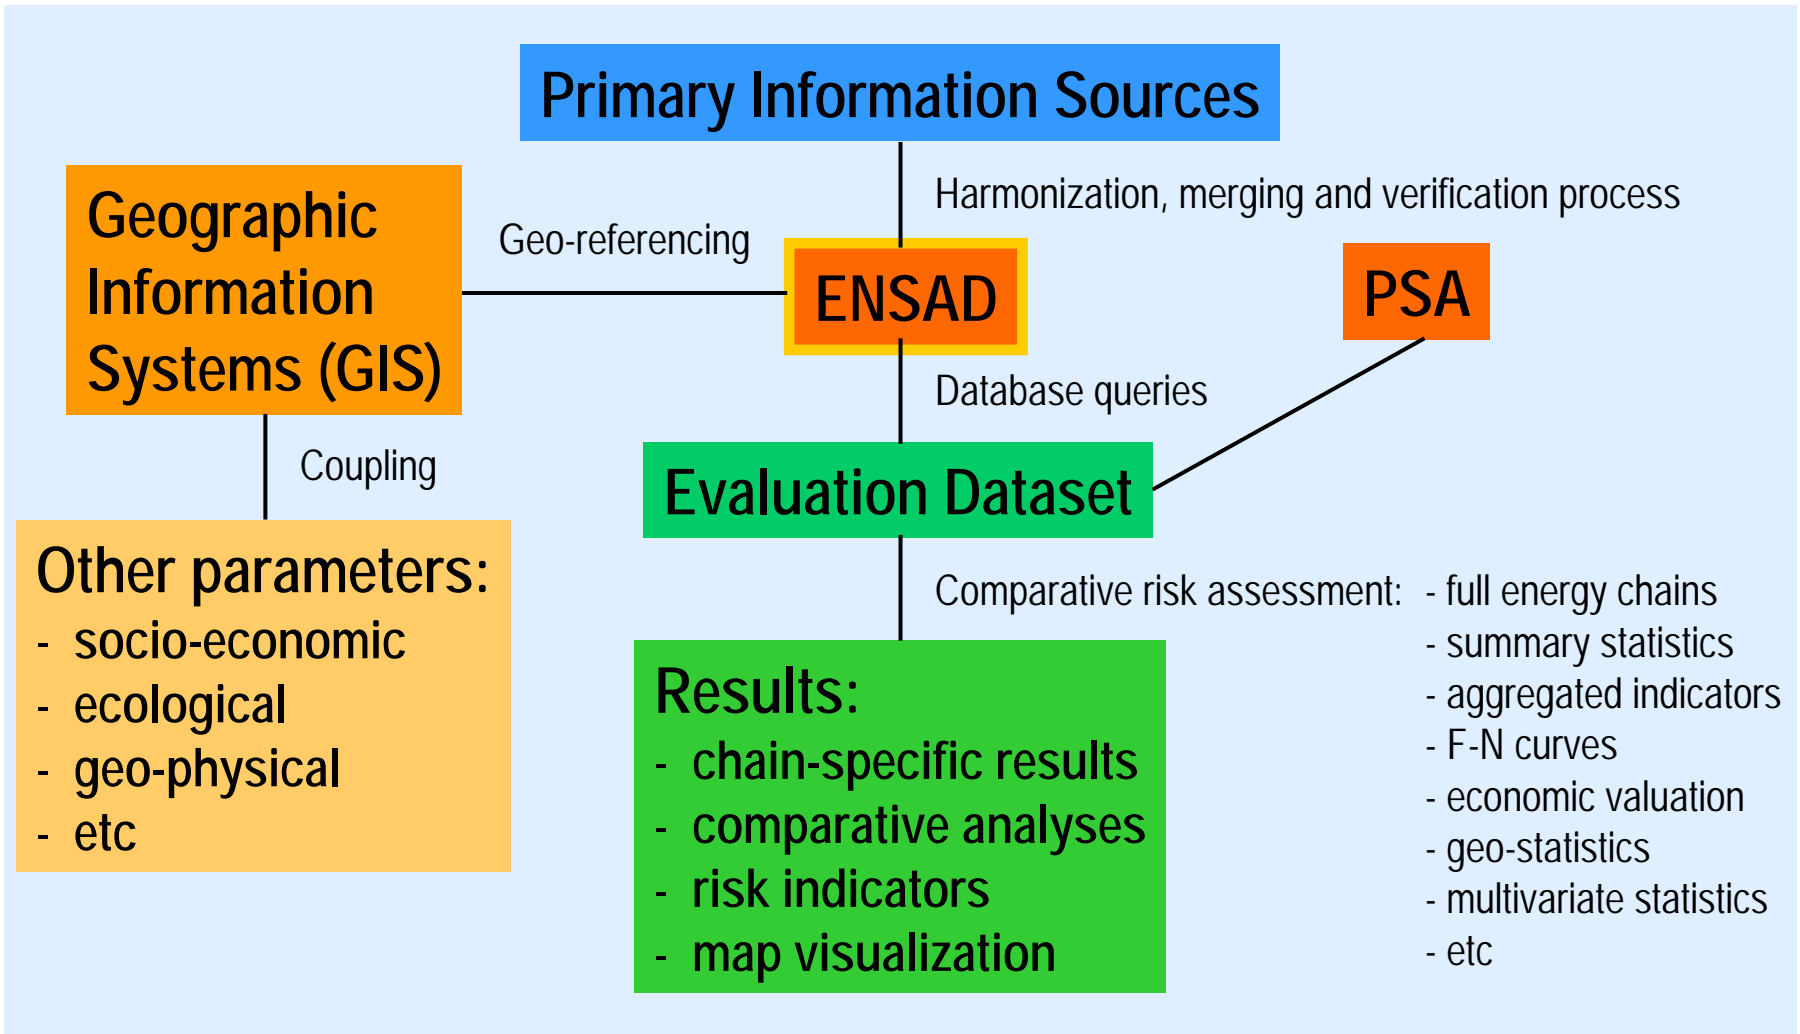 Primary Information Sources
Harmonization, merging and verification process
Geographic
Information
Systems (GIS)
Geo-referencing
ENSAD
PSA
Database queries
Coupling
Evaluation Dataset
Other parameters:
- socio-economic
- ecological
- geo-physical
- etc
Comparative risk assessment:
- full energy chains
- summary statistics
- aggregated indicators
- F-N curves
- economic valuation
- geo-statistics
- multivariate statistics
- etc
Results:
- chain-specific results
- comparative analyses
- risk indicators
- map visualization